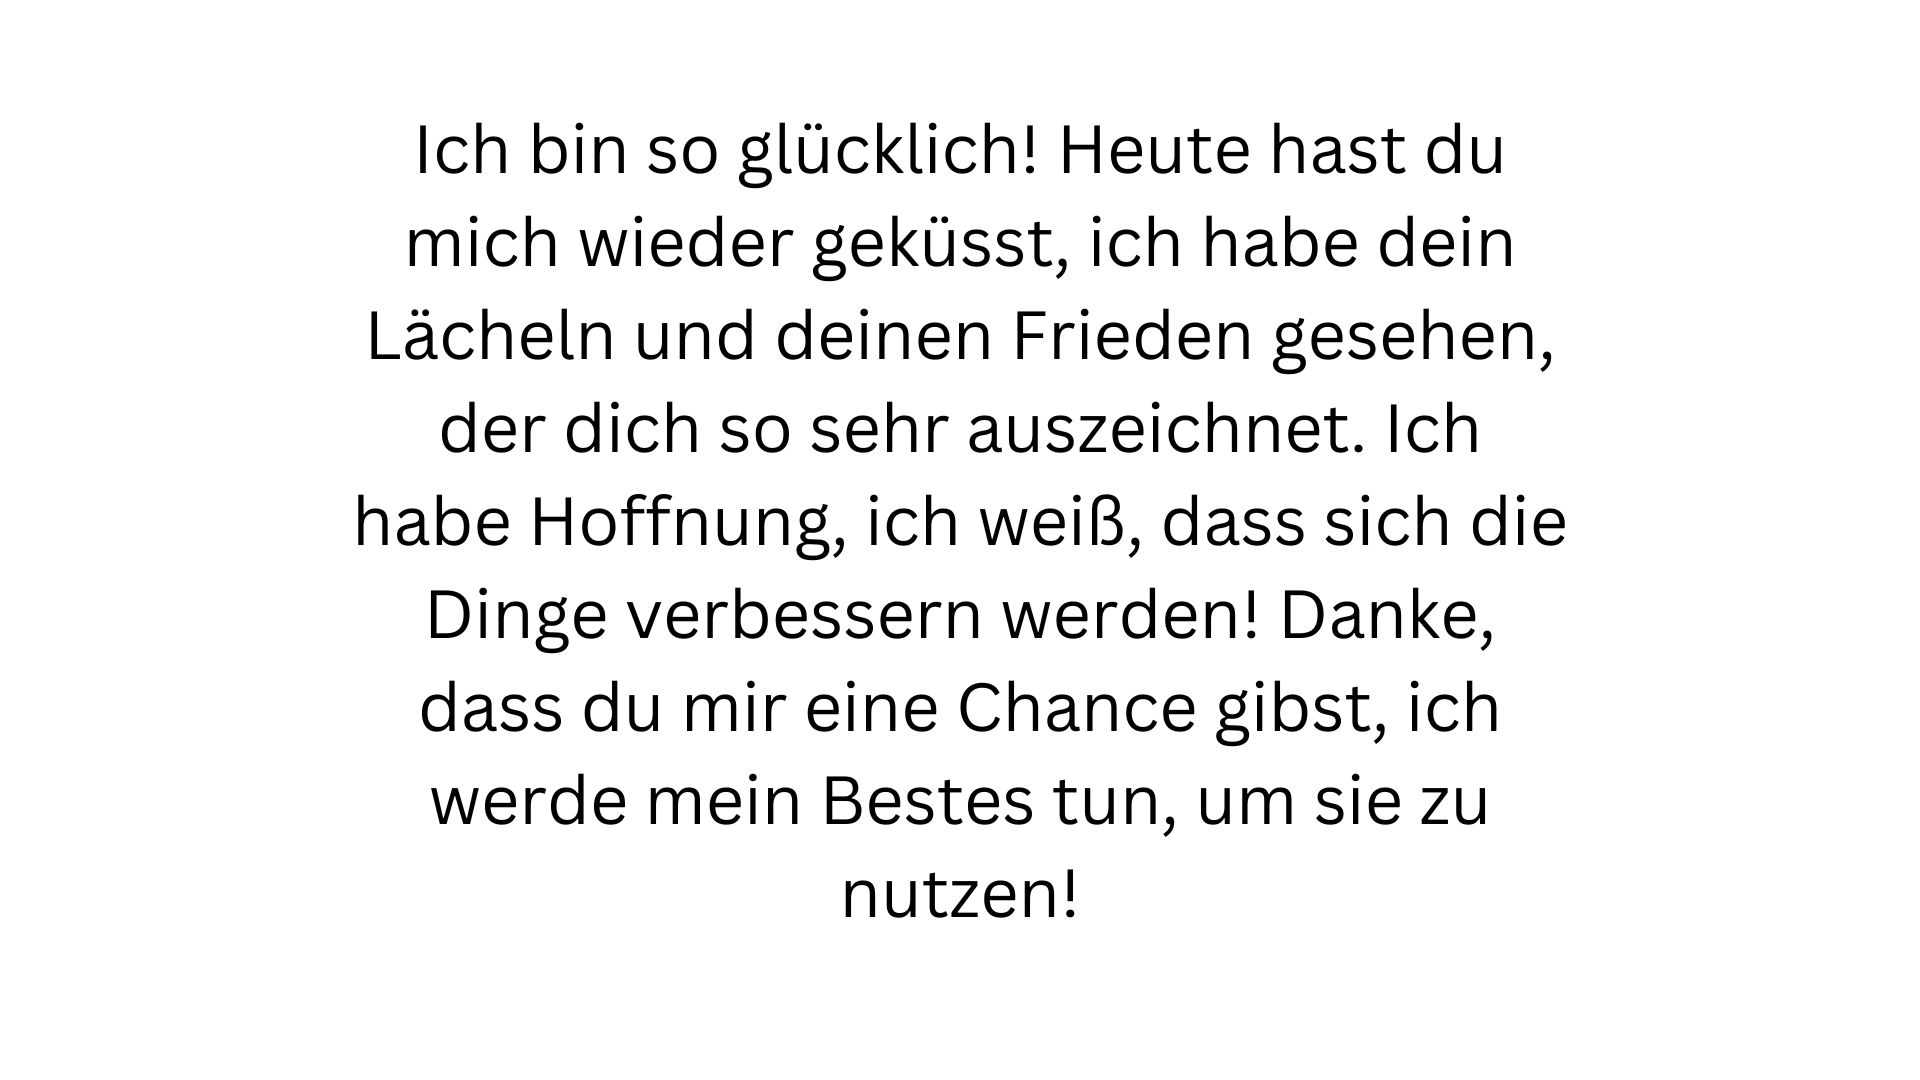 Ich bin so glücklich! Heute hast du
mich wieder geküsst, ich habe dein
Lächeln und deinen Frieden gesehen,
der dich so sehr auszeichnet. Ich
habe Hoffnung, ich weiß, dass sich die
Dinge verbessern werden! Danke,
dass du mir eine Chance gibst, ich
werde mein Bestes tun, um sie zu
nutzen!